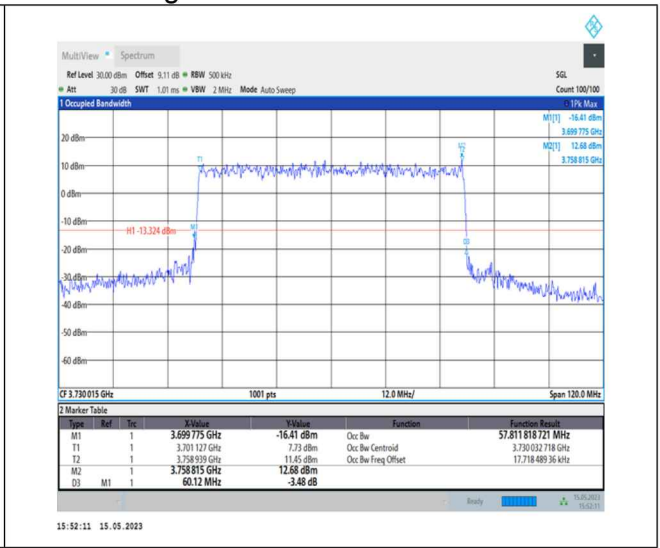 MultiView Spectrum
Ref Level 30.00 dBm Offset 9.11 dB RBW 500 kHz SGL
Att 30 dB SWT 1.01 ms VBW 2 MHz Mode Auto Sweep Count 100/100
1 Occupied Bandwidth 1Pk Max
M1[1] -16.41 dBm
3.699 775 GHz
M2[1] 12.68 dBm
3.758 815 GHz
20 dBm
10 dBm
0 dBm
-10 dBm
H1 -13.324 dBm
-20 dBm
-30 dBm
-40 dBm
-50 dBm
-60 dBm
T1
M2
T2
M1
D3
CF 3.730 015 GHz 1001 pts 12.0 MHz/ Span 120.0 MHz
2 Marker Table
Type Ref Trc X-Value Y-Value Function Function Result
M1 1 3.699 775 GHz -16.41 dBm Occ Bw 57.811 818 721 MHz
T1 1 3.701 127 GHz 7.73 dBm Occ Bw Centroid 3.730 032 718 GHz
T2 1 3.758 939 GHz 11.45 dBm Occ Bw Freq Offset 17.718 489 36 kHz
M2 1 3.758 815 GHz 12.68 dBm
D3 M1 1 60.12 MHz -3.48 dB
Ready 15.05.2023
15:52:11
15:52:11 15.05.2023